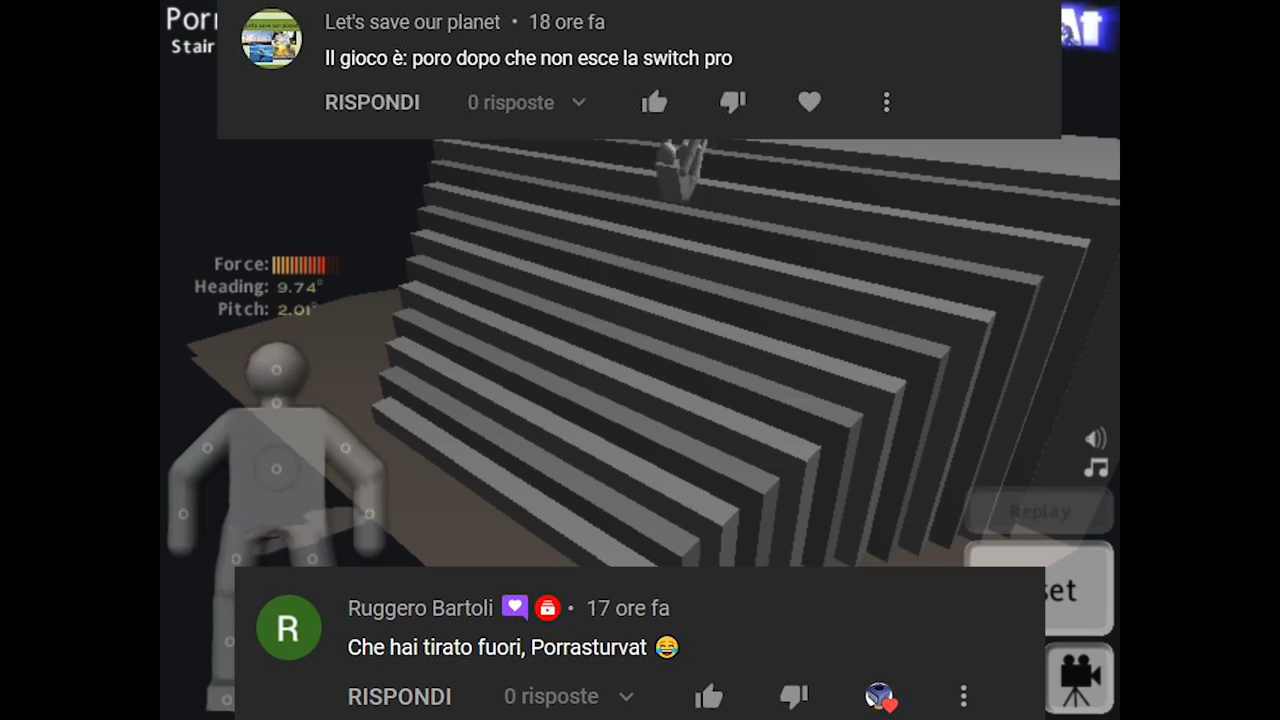 Porr
Stair
Let's save our planet • 18 ore fa
Il gioco è: poro dopo che non esce la switch pro
RISPONDI 0 risposte
At
Force:
Heading: 9.74°
Pitch: 2.01°
Replay
set
R
Ruggero Bartoli • 17 ore fa
Che hai tirato fuori, Porrasturvat 😂
RISPONDI 0 risposte